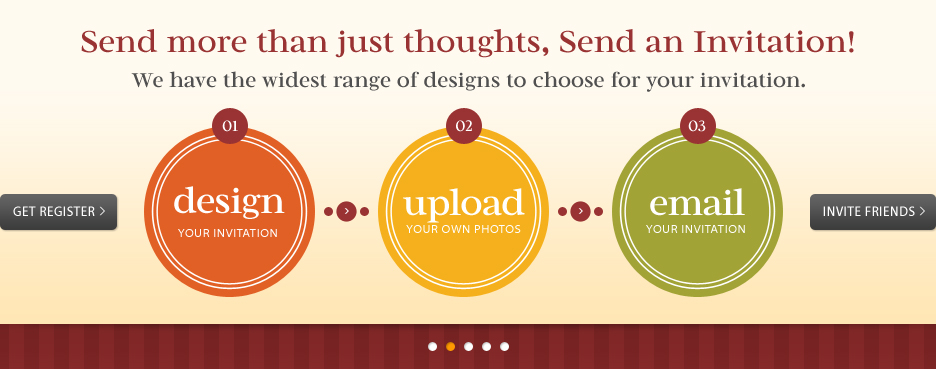 Send more than just thoughts, Send an Invitation!
We have the widest range of designs to choose for your invitation.
01
design
YOUR INVITATION
02
upload
YOUR OWN PHOTOS
03
email
YOUR INVITATION
GET REGISTER >
INVITE FRIENDS >